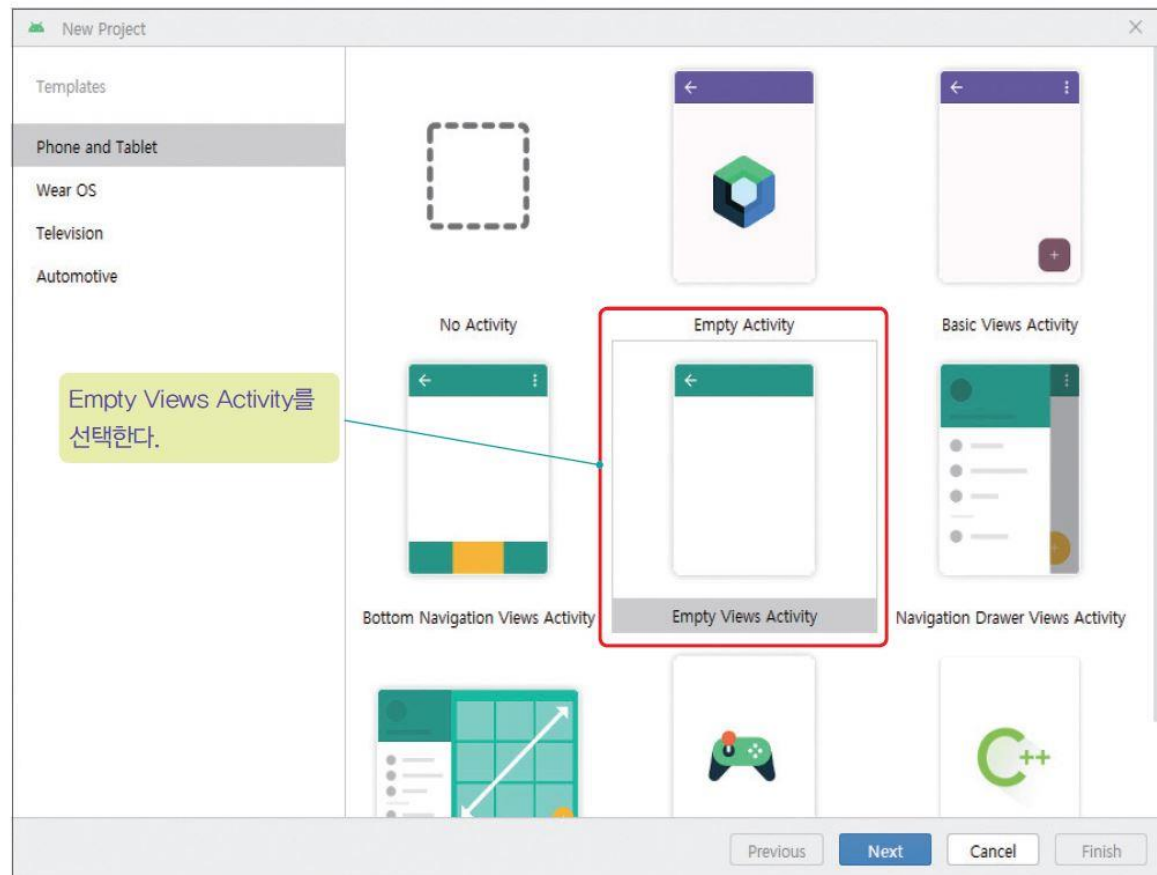 New Project
Templates
Phone and Tablet
Wear OS
Television
Automotive
No Activity
Empty Activity
Basic Views Activity
Empty Views Activity를
선택한다.
Bottom Navigation Views Activity
Empty Views Activity
Navigation Drawer Views Activity
C++
Previous
Next
Cancel
Finish